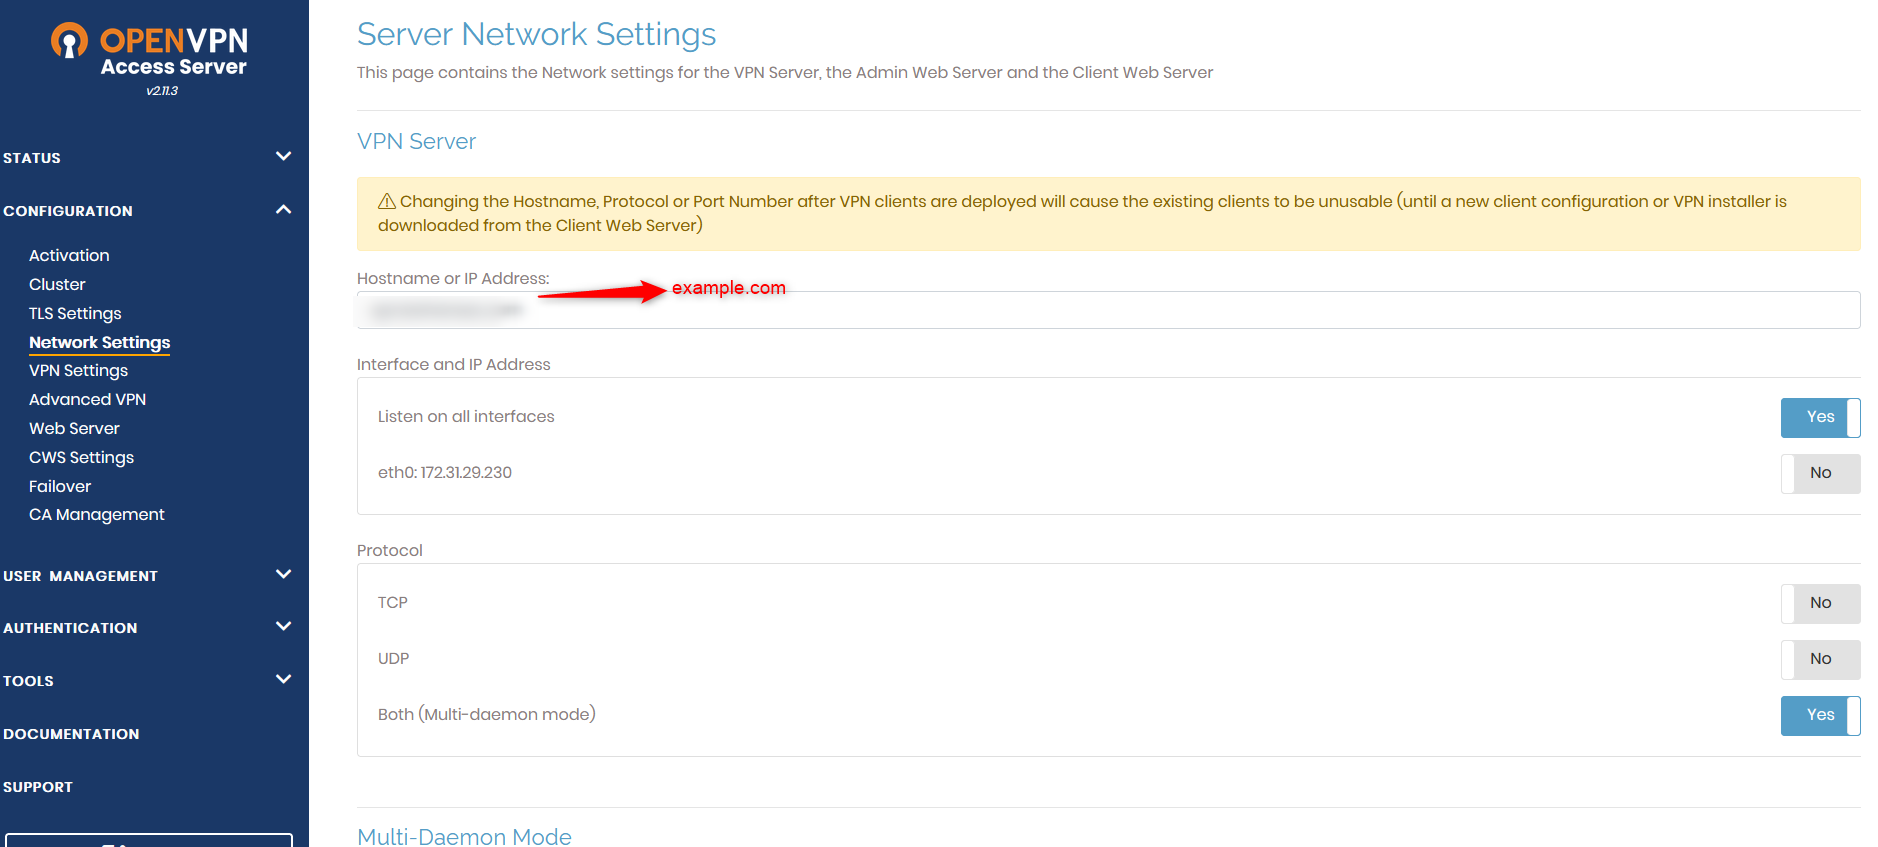 OPENVPN
Access Server
v2.11.3
STATUS
CONFIGURATION
Activation
Cluster
TLS Settings
Network Settings
VPN Settings
Advanced VPN
Web Server
CWS Settings
Failover
CA Management
USER MANAGEMENT
AUTHENTICATION
TOOLS
DOCUMENTATION
SUPPORT
Server Network Settings
This page contains the Network settings for the VPN Server, the Admin Web Server and the Client Web Server
VPN Server
Changing the Hostname, Protocol or Port Number after VPN clients are deployed will cause the existing clients to be unusable (until a new client configuration or VPN installer is
downloaded from the Client Web Server)
Hostname or IP Address:
example.com
Interface and IP Address
Listen on all interfaces
Yes
eth0: 172.31.29.230
No
Protocol
TCP
No
UDP
No
Both (Multi-daemon mode)
Yes
Multi-Daemon Mode